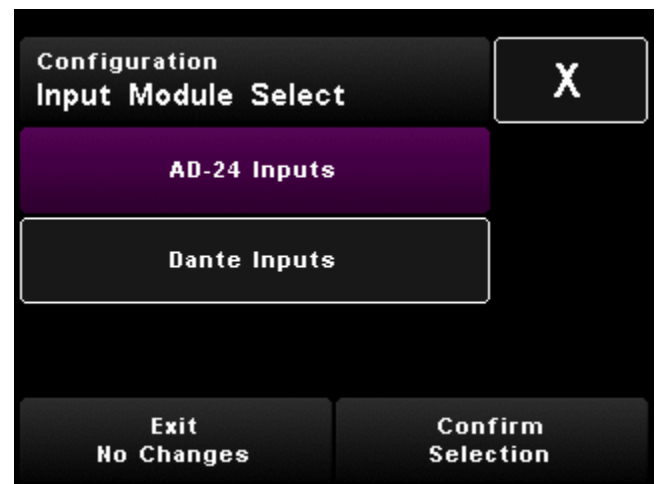 Configuration
Input Module Select
X
AD-24 Inputs
Dante Inputs
Exit
No Changes
Confirm
Selection